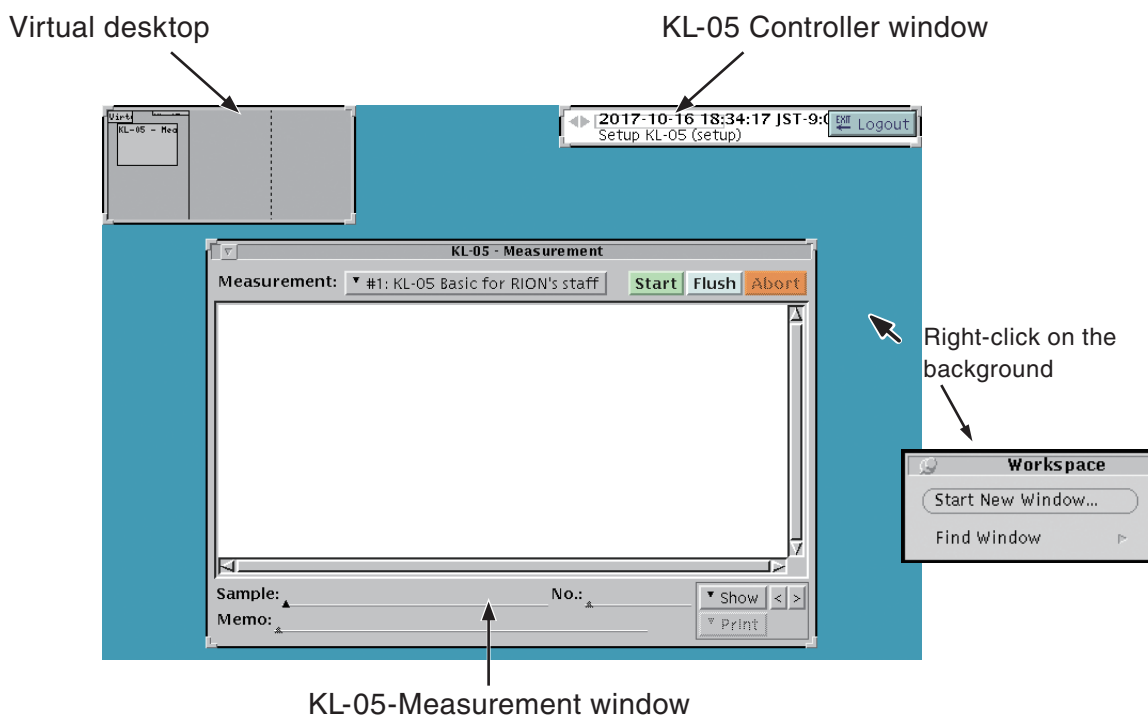 Virtual desktop
KL-05 Controller window
KL-05 - Mea
2017-10-16 18:34:17 JST-9:0
EXIT Logout
Setup KL-05 (setup)
KL-05 - Measurement
Measurement: #1: KL-05 Basic for RION's staff Start Flush Abort
Right-click on the
background
Workspace
Start New Window...
Find Window
Sample: No.: Show < >
Memo: Print
KL-05-Measurement window